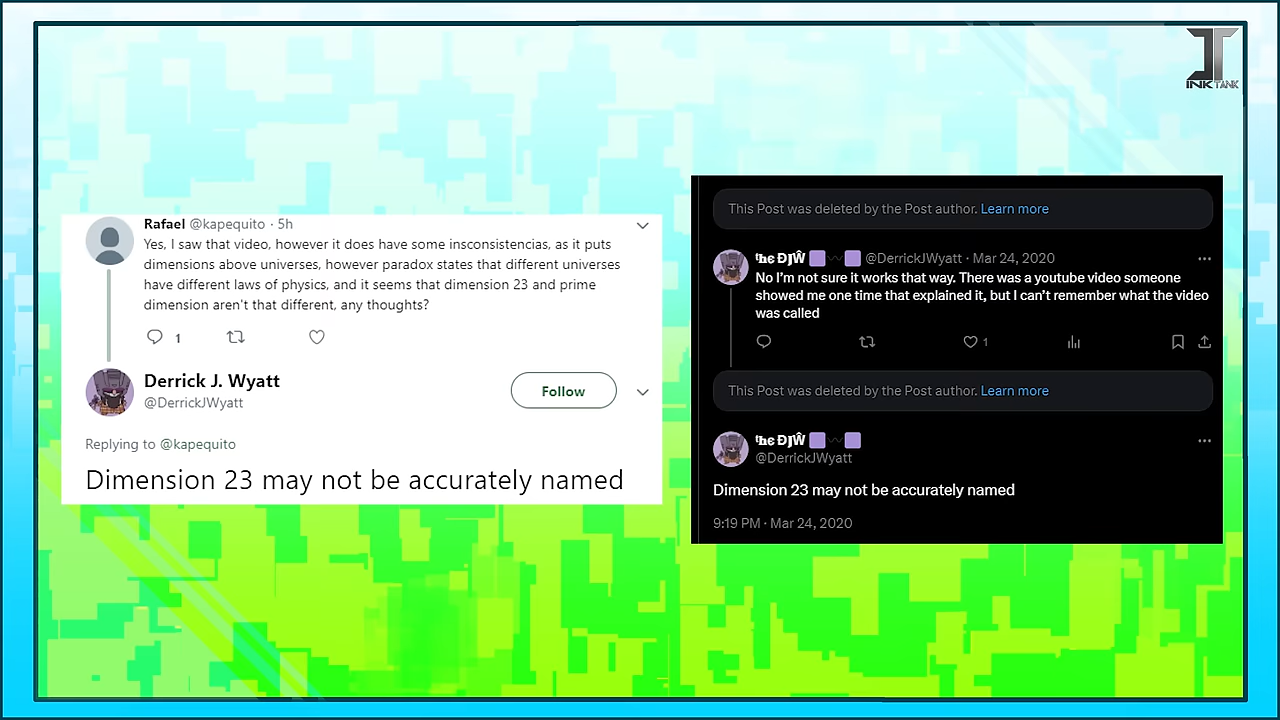 JT
INKTANK
Rafael @kapequito · 5h
Yes, I saw that video, however it does have some insconsistencias, as it puts
dimensions above universes, however paradox states that different universes
have different laws of physics, and it seems that dimension 23 and prime
dimension aren't that different, any thoughts?
1
Derrick J. Wyatt
@DerrickJWyatt
Follow
Replying to @kapequito
Dimension 23 may not be accurately named
This Post was deleted by the Post author. Learn more
@DerrickJWyatt · Mar 24, 2020
No I’m not sure it works that way. There was a youtube video someone
showed me one time that explained it, but I can’t remember what the video
was called
1
This Post was deleted by the Post author. Learn more
@DerrickJWyatt
Dimension 23 may not be accurately named
9:19 PM · Mar 24, 2020